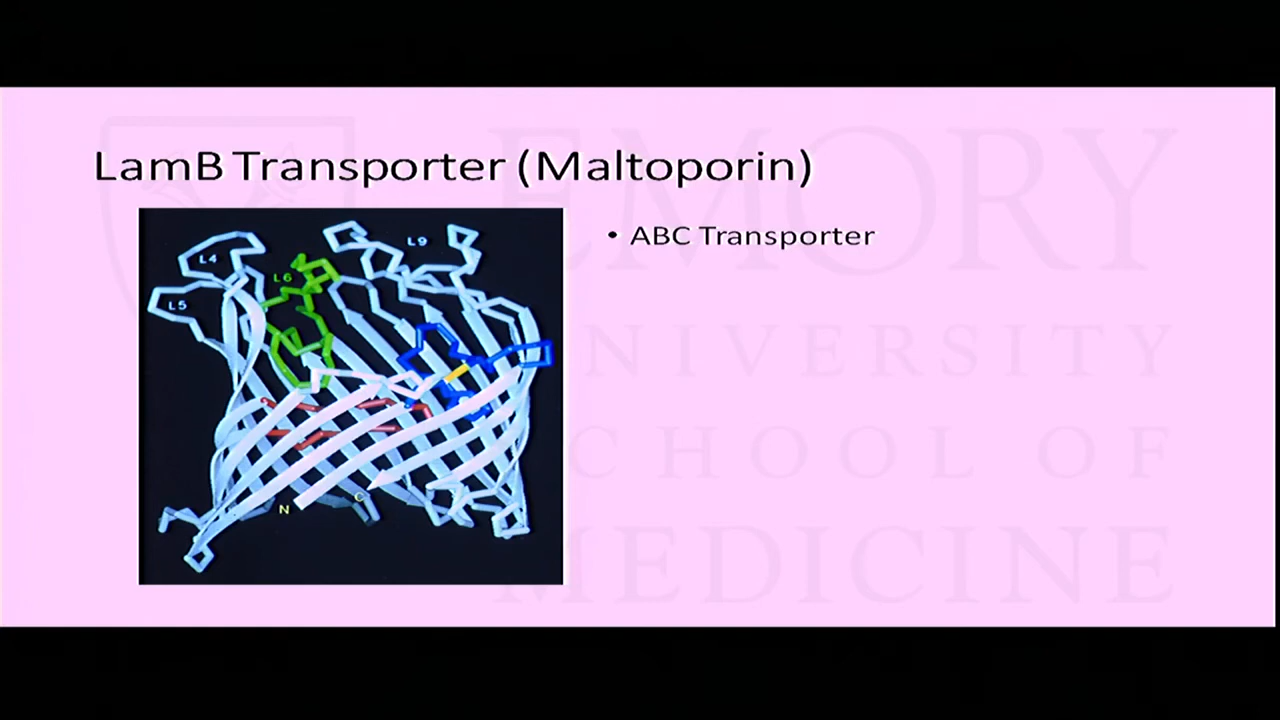 LamB Transporter (Maltoporin)
• ABC Transporter
L4
L9
L6
L5
N
C
EMORY
UNIVERSITY
SCHOOL OF
MEDICINE